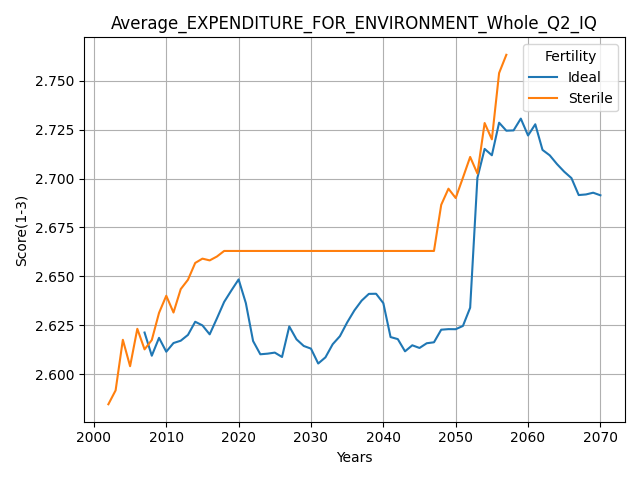 Average_EXPENDITURE_FOR_ENVIRONMENT_Whole_Q2_IQ
Fertility
Ideal
Sterile
Score(1-3)
2.750
2.725
2.700
2.675
2.650
2.625
2.600
2000 2010 2020 2030 2040 2050 2060 2070
Years